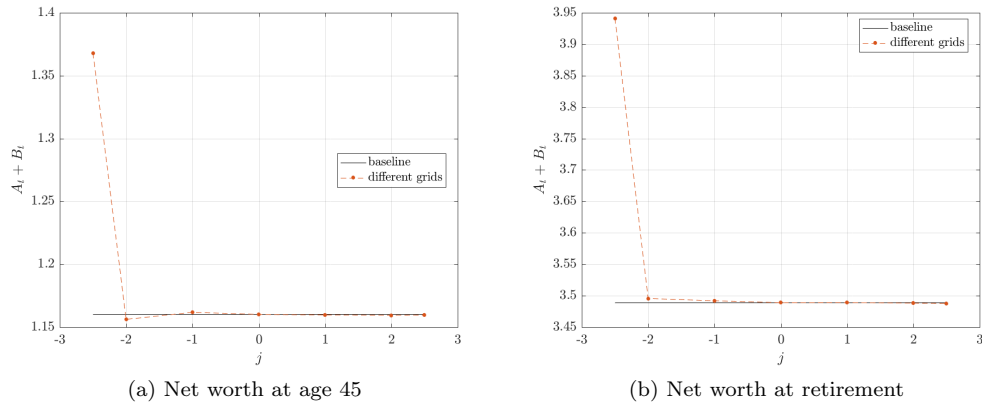 1.4
1.35
1.3
1.25
1.2
1.15
-3 -2 -1 0 1 2 3
j
A_t + B_t
baseline
different grids
(a) Net worth at age 45
3.95
3.9
3.85
3.8
3.75
3.7
3.65
3.6
3.55
3.5
3.45
-3 -2 -1 0 1 2 3
j
A_t + B_t
baseline
different grids
(b) Net worth at retirement